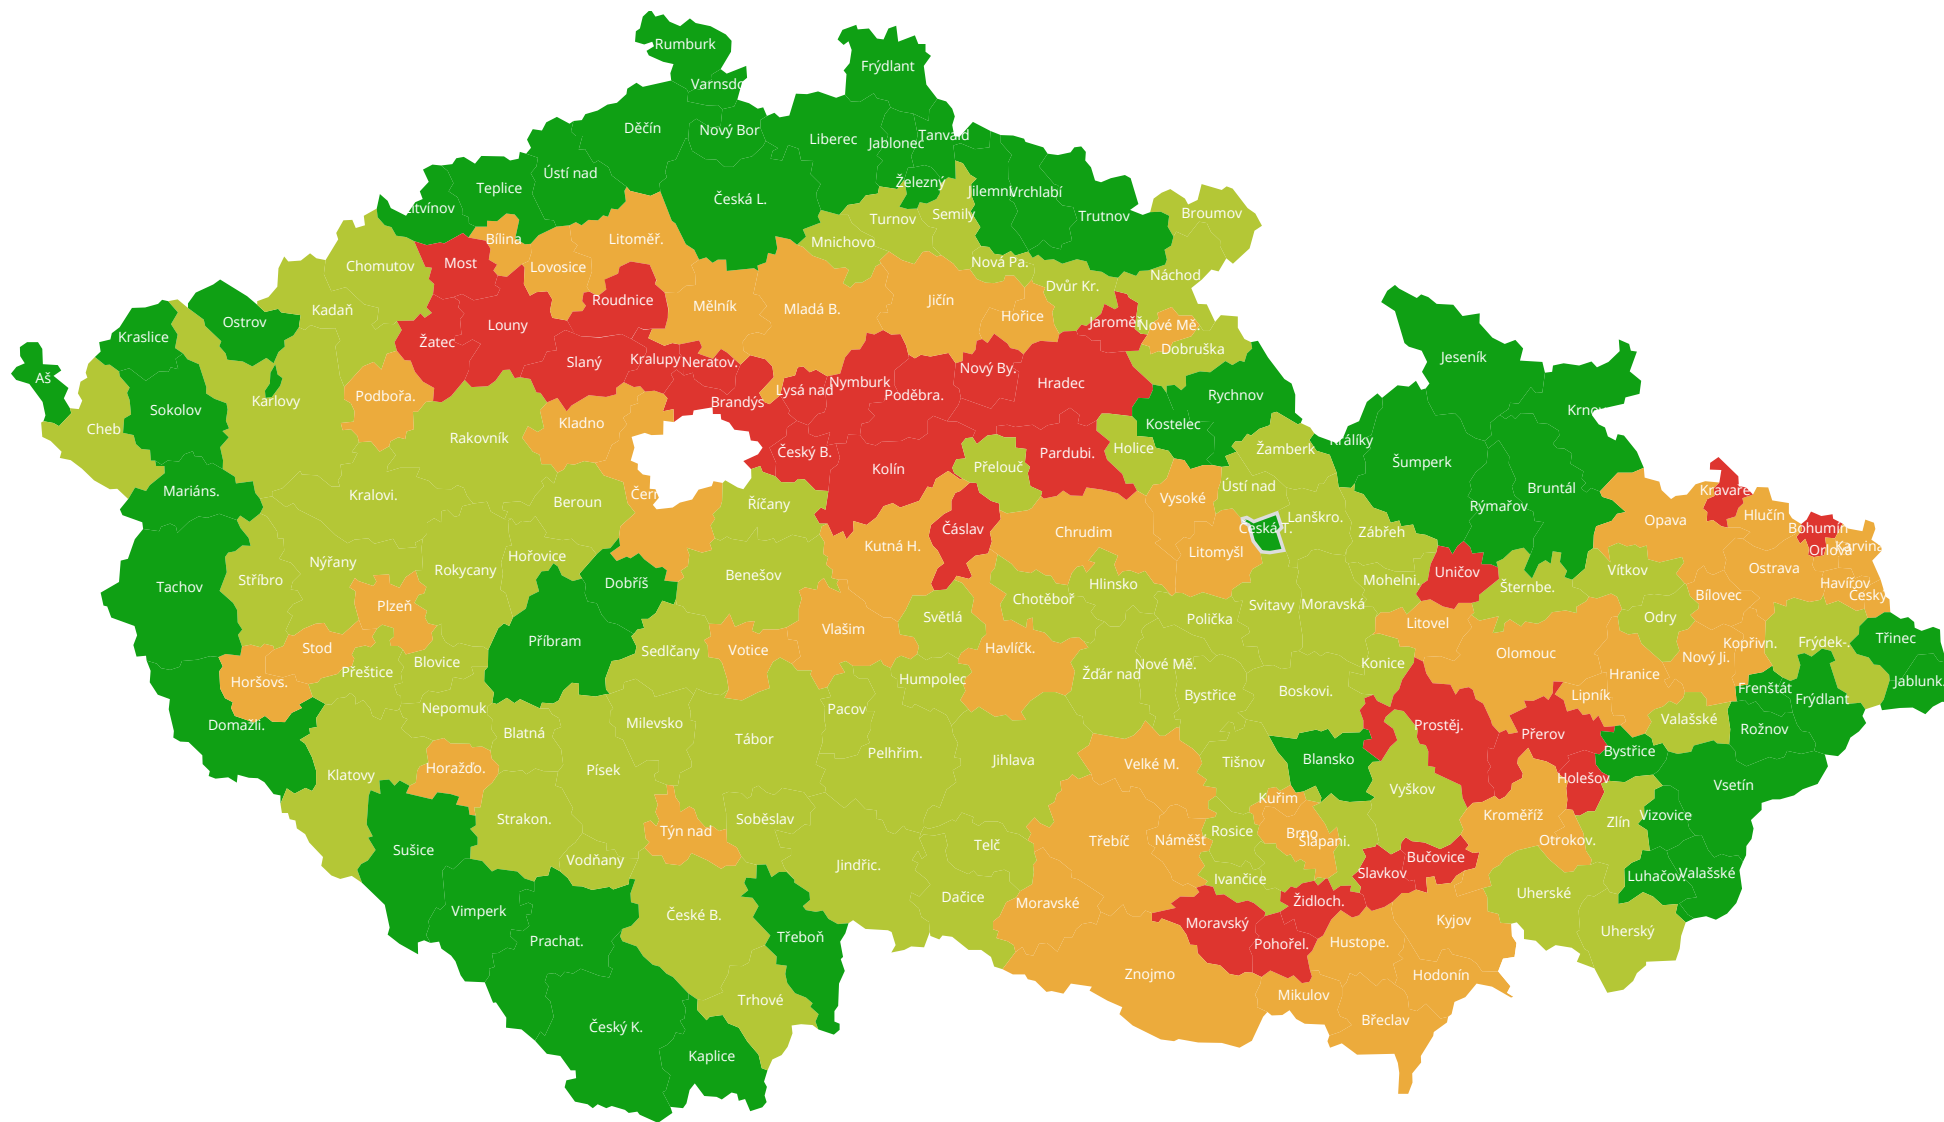 Rumburk
Frýdlant
Varnsdo
Děčín
Nový Bor
Liberec
Tanvald
Jablonec
Ústí nad
Teplice
Železný
Jilemni
Vrchlabí
Česká L.
tvínov
Turnov
Semily
Trutnov
Broumov
Bílina
Litoměř.
Mnichovo
Most
Lovosice
Chomutov
Nová Pa.
Náchod
Dvůr Kr.
Roudnice
Mělník
Mladá B.
Jičín
Kadaň
Hořice
Ostrov
Louny
Jaroměř
Nové Mě.
Kraslice
Žatec
Dobruška
Jeseník
Slaný
Kralupy
Neratov.
Nový By.
Aš
Hradec
Nymburk
Lysá nad
Poděbra.
Rychnov
Podbořa.
Karlovy
Brandýs
Sokolov
Krnov
Kladno
Kostelec
Cheb
Rakovník
Králíky
Holice
Žamberk
Český B.
Pardubi.
Kolín
Přelouč
Šumperk
Mariáns.
Kralovi.
Ústí nad
Bruntál
Kravaře
Čern
Beroun
Říčany
Vysoké
Rýmařov
Hlučín
Lanškro.
Opava
Čáslav
Chrudim
Česká T.
Zábřeh
Bohumín
Kutná H.
Hořovice
Litomyšl
Orlová
Karviná
Nýřany
Rokycany
Stříbro
Benešov
Uničov
Vítkov
Ostrava
Tachov
Dobříš
Hlinsko
Mohelni.
Šternbe.
Havířov
Český
Bílovec
Chotěboř
Plzeň
Svitavy
Moravská
Světlá
Polička
Odry
Litovel
Vlašim
Příbram
Třinec
Stod
Havlíčk.
Votice
Sedlčany
Kopřivn.
Frýdek-.
Olomouc
Nový Ji.
Blovice
Nové Mě.
Konice
Přeštice
Žďár nad
Hranice
Horšovs.
Humpolec
Jablunk.
Boskovi.
Bystřice
Lipník
Frenštát
Frýdlant
Nepomuk
Pacov
Valašské
Domažli.
Milevsko
Prostěj.
Rožnov
Blatná
Přerov
Tábor
Pelhřim.
Bystřice
Jihlava
Blansko
Velké M.
Tišnov
Horažďo.
Písek
Klatovy
Holešov
Vsetín
Vyškov
Kuřim
Strakon.
Soběslav
Kroměříž
Vizovice
Zlín
Týn nad
Rosice
Brno
Třebíč
Náměšť
Šlapani.
Otrokov.
Telč
Sušice
Vodňany
Bučovice
Jindřic.
Slavkov
Luhačov.
Valašské
Ivančice
Uherské
Dačice
Moravské
Židloch.
Vimperk
České B.
Kyjov
Moravský
Uherský
Třeboň
Prachat.
Hustope.
Pohořel.
Znojmo
Hodonín
Mikulov
Trhové
Břeclav
Český K.
Kaplice